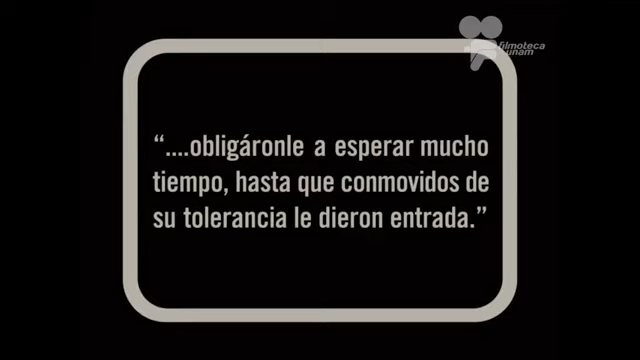 filmoteca
unam
“....obligáronle a esperar mucho
tiempo, hasta que conmovidos de
su tolerancia le dieron entrada.”